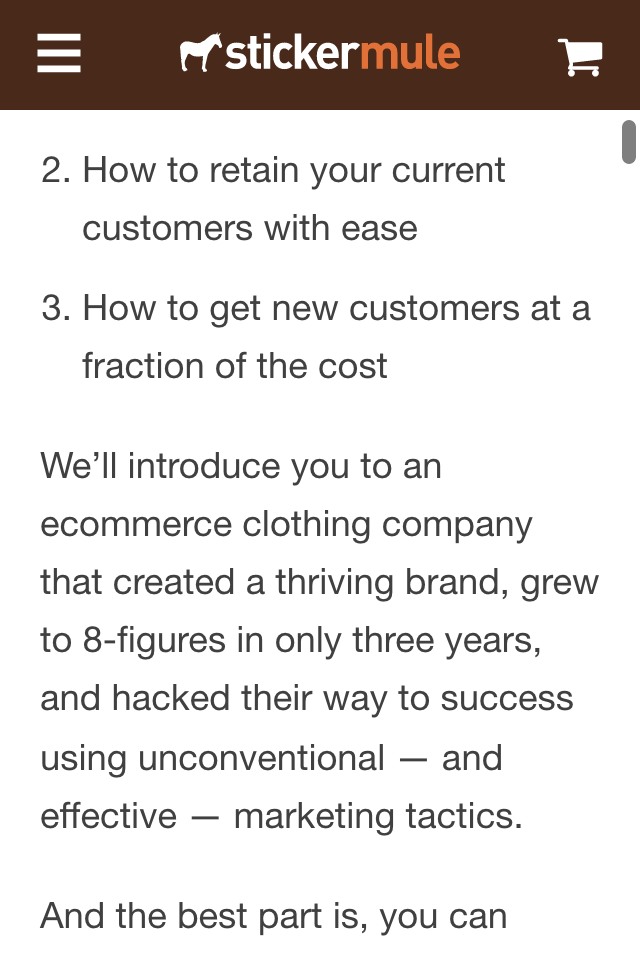 stickermule
2. How to retain your current
customers with ease
3. How to get new customers at a
fraction of the cost
We’ll introduce you to an
ecommerce clothing company
that created a thriving brand, grew
to 8-figures in only three years,
and hacked their way to success
using unconventional — and
effective — marketing tactics.
And the best part is, you can